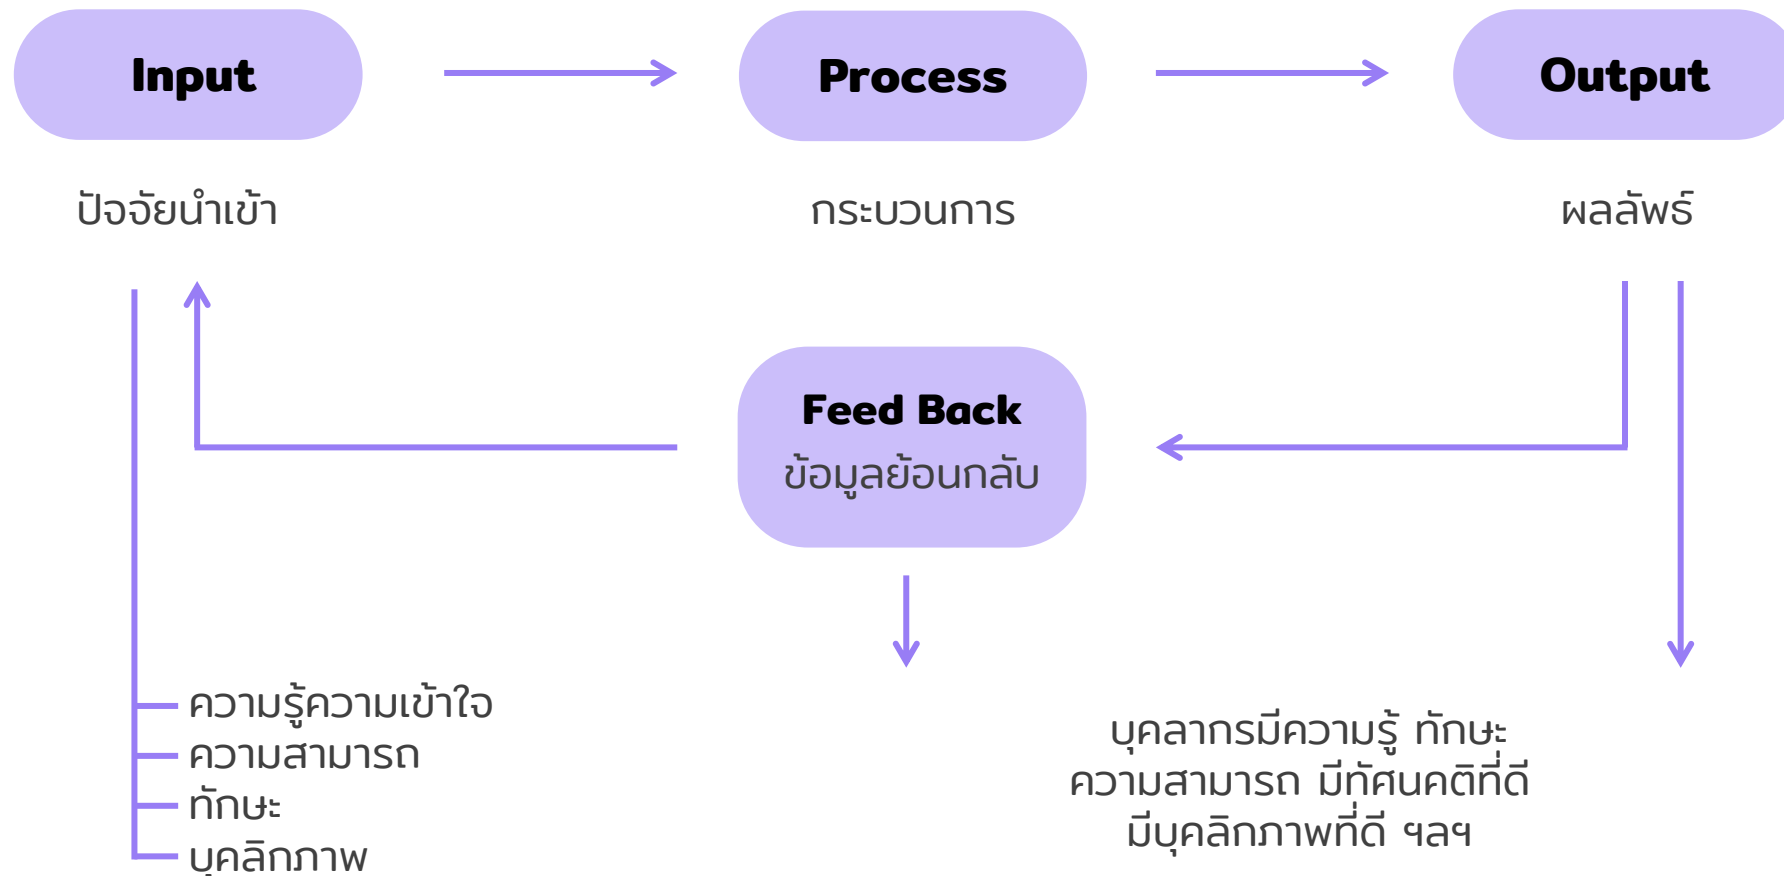 Input
Process
Output
ปัจจัยนำเข้า
กระบวนการ
ผลลัพธ์
Feed Back
ข้อมูลย้อนกลับ
ความรู้ความเข้าใจ
ความสามารถ
ทักษะ
บุคลิกภาพ
บุคลากรมีความรู้ ทักษะ
ความสามารถ มีทัศนคติที่ดี
มีบุคลิกภาพที่ดี ฯลฯ